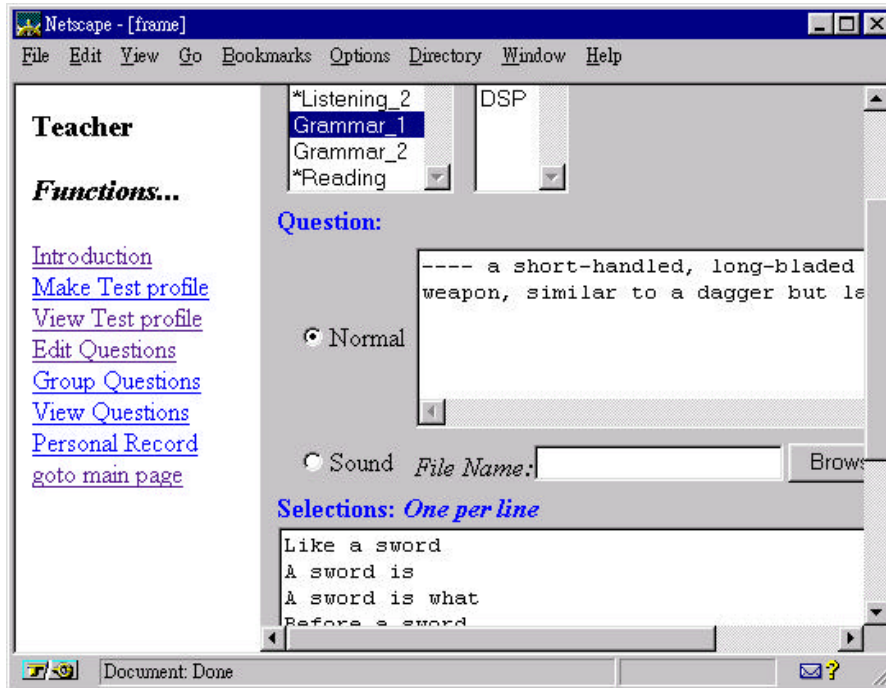 Netscape - [frame]
File Edit View Go Bookmarks Options Directory Window Help
Teacher
Functions...
Introduction
Make Test profile
View Test profile
Edit Questions
Group Questions
View Questions
Personal Record
goto main page
*Listening_2
Grammar_1
Grammar_2
*Reading
DSP
Question:
Normal
---- a short-handled, long-bladed
weapon, similar to a dagger but
Sound File Name:
Selections: One per line
Like a sword
A sword is
A sword is what
Before a sword
Document: Done